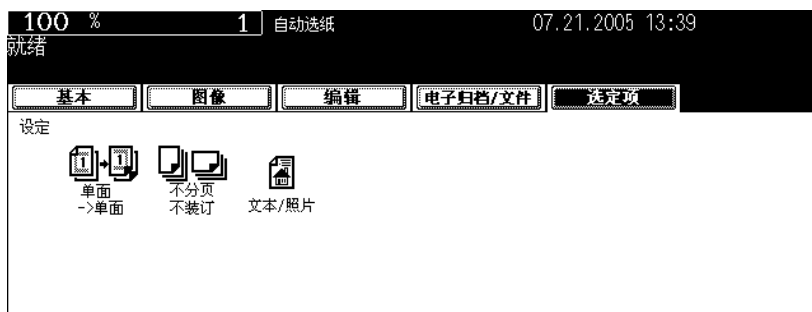 100 % 1 自动选纸 07.21.2005 13:39
就绪
基本 图像 编辑 电子归档/文件 选定项
设定
1 1
单面 不分页
->单面 不装订 文本/照片